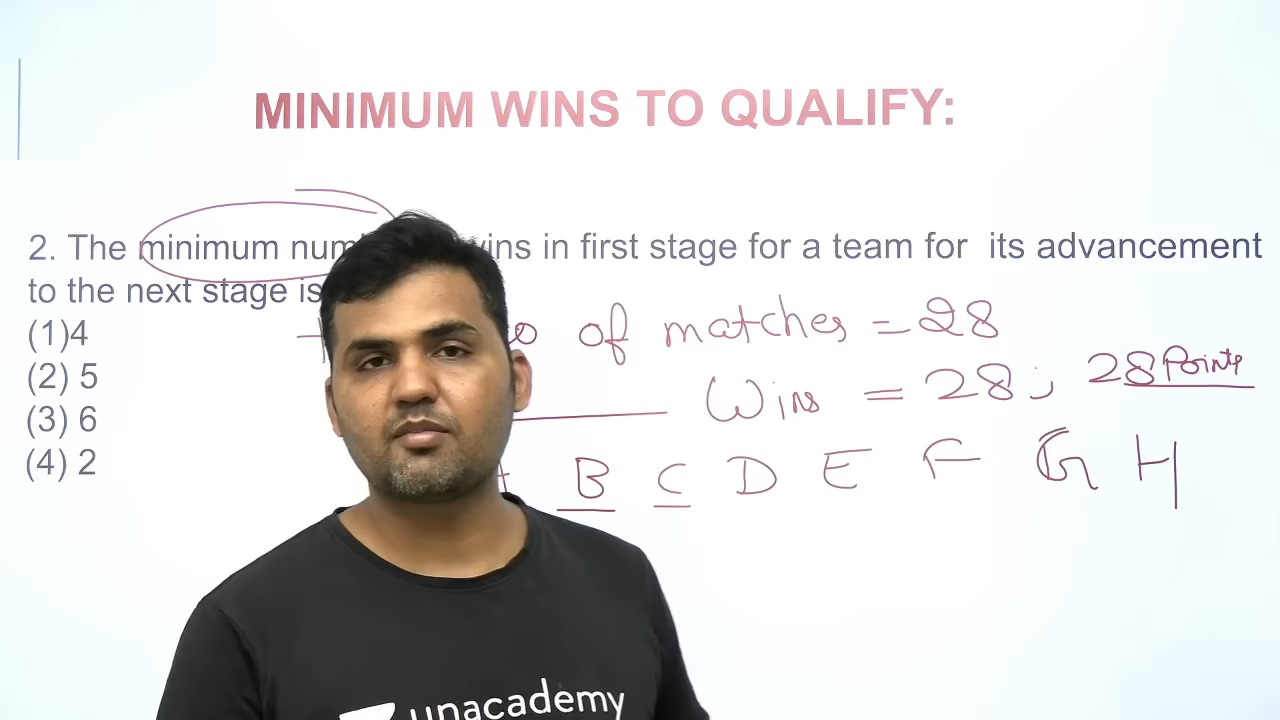 MINIMUM WINS TO QUALIFY:
2. The minimum wins in first stage for a team for its advancement
to the next stage is
(1)4
(2) 5
(3) 6
(4) 2
of matches = 28
Wins = 28; 28 Points
B C D E F G H
unacademy